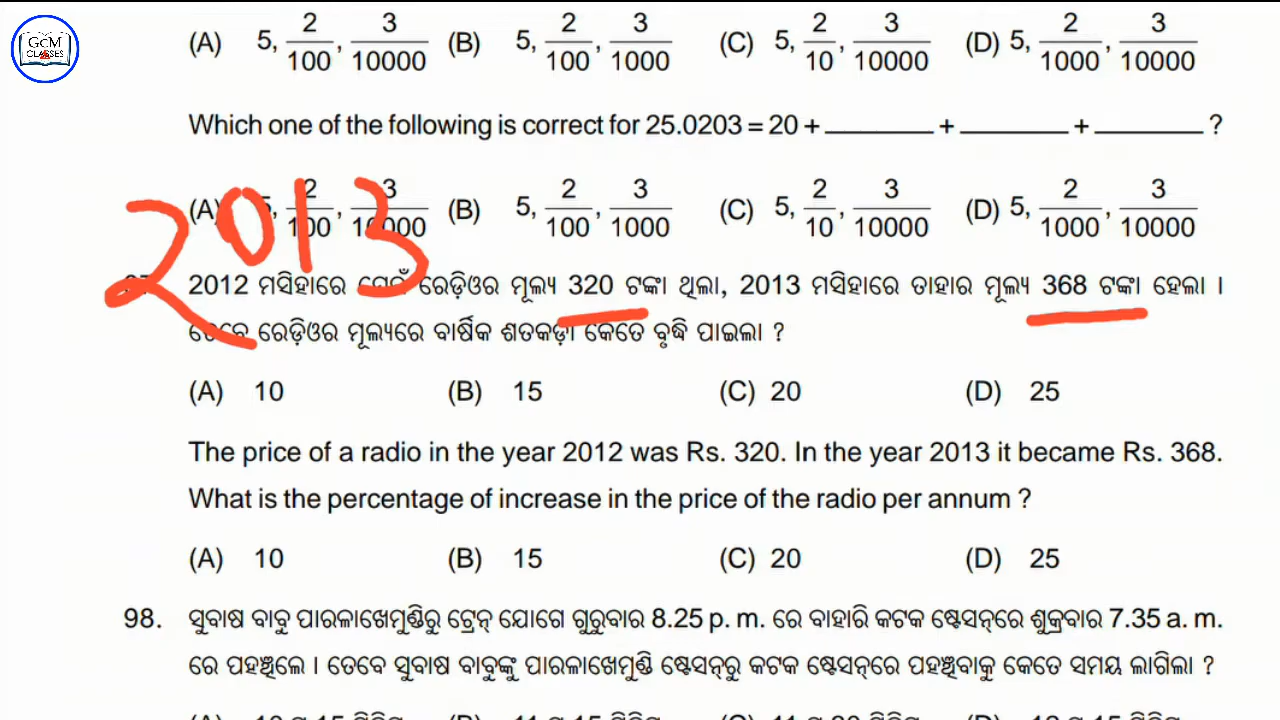 GCM
CLASSES
(A) 5, 2/100, 3/10000 (B) 5, 2/100, 3/1000 (C) 5, 2/10, 3/10000 (D) 5, 2/1000, 3/10000
Which one of the following is correct for 25.0203 = 20 + ________ + ________ + ________ ?
(A) 5, 2/100, 3/10000 (B) 5, 2/100, 3/1000 (C) 5, 2/10, 3/10000 (D) 5, 2/1000, 3/10000
2013
2012 ମସିହାରେ ରେଡ଼ିଓର ମୂଲ୍ୟ 320 ଟଙ୍କା ଥିଲା, 2013 ମସିହାରେ ତାହାର ମୂଲ୍ୟ 368 ଟଙ୍କା ହେଲା ।
ତେବେ ରେଡ଼ିଓର ମୂଲ୍ୟରେ ବାର୍ଷିକ ଶତକଡ଼ା କେତେ ବୃଦ୍ଧି ପାଇଲା ?
(A) 10 (B) 15 (C) 20 (D) 25
The price of a radio in the year 2012 was Rs. 320. In the year 2013 it became Rs. 368.
What is the percentage of increase in the price of the radio per annum ?
(A) 10 (B) 15 (C) 20 (D) 25
98. ସୁବାଷ ବାବୁ ପାରଳାଖେମୁଣ୍ଡିରୁ ଟ୍ରେନ୍ ଯୋଗେ ଗୁରୁବାର 8.25 p. m. ରେ ବାହାରି କଟକ ଷ୍ଟେସନ୍‌ରେ ଶୁକ୍ରବାର 7.35 a. m.
ରେ ପହଞ୍ଚିଲେ । ତେବେ ସୁବାଷ ବାବୁଙ୍କୁ ପାରଳାଖେମୁଣ୍ଡି ଷ୍ଟେସନ୍‌ରୁ କଟକ ଷ୍ଟେସନ୍‌ରେ ପହଞ୍ଚିବାକୁ କେତେ ସମୟ ଲାଗିଲା ?